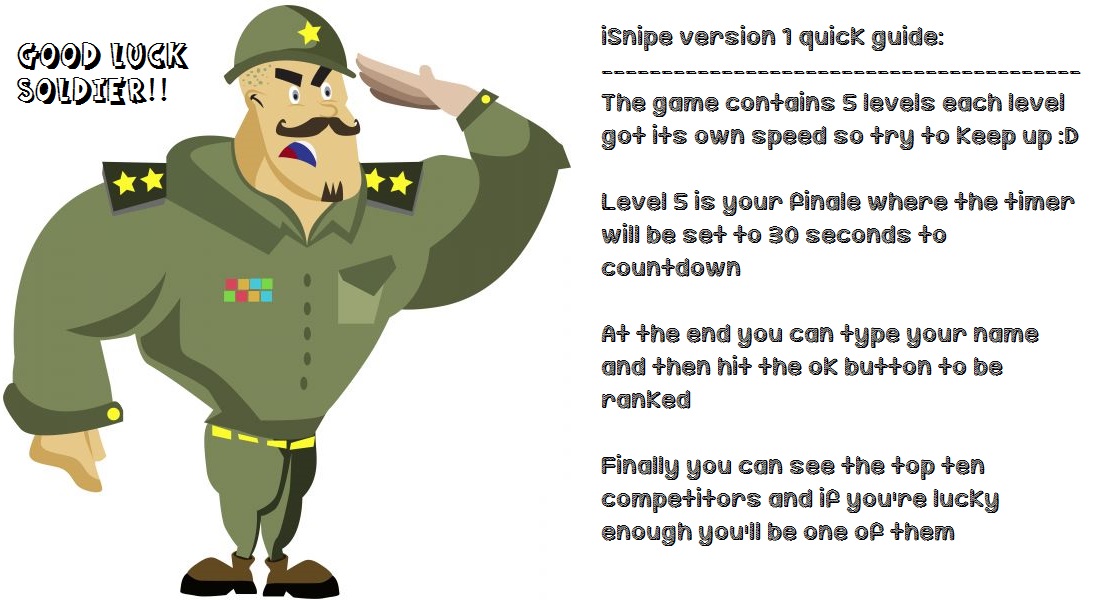 GOOD LUCK
SOLDIER!!
iSnipe version 1 quick guide:
----------------------------------------
The game contains 5 levels each level
got its own speed so try to keep up :D
Level 5 is your finale where the timer
will be set to 30 seconds to
countdown
At the end you can type your name
and then hit the ok button to be
ranked
Finally you can see the top ten
competitors and if you're lucky
enough you'll be one of them